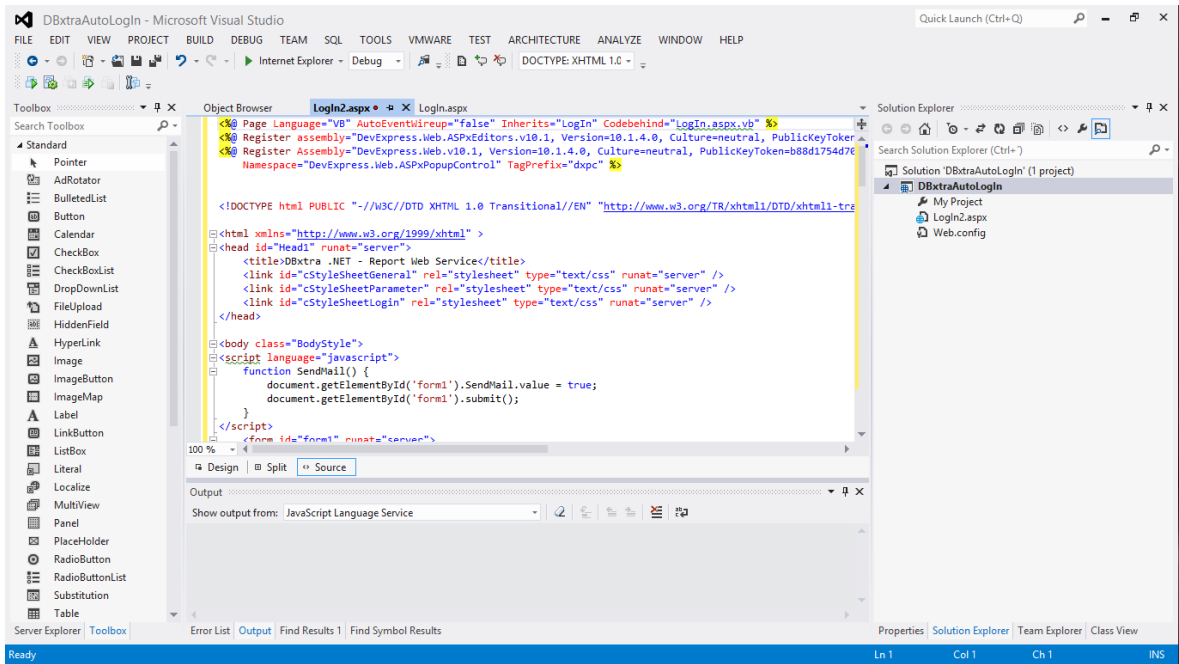 DBxtraAutoLogIn - Microsoft Visual Studio
Quick Launch (Ctrl+Q)
FILE EDIT VIEW PROJECT BUILD DEBUG TEAM SQL TOOLS VMWARE TEST ARCHITECTURE ANALYZE WINDOW HELP
Internet Explorer Debug DOCTYPE: XHTML 1.0
Toolbox
Search Toolbox
Standard
Pointer
AdRotator
BulletedList
Button
Calendar
CheckBox
CheckBoxList
DropDownList
FileUpload
HiddenField
HyperLink
Image
ImageButton
ImageMap
Label
LinkButton
ListBox
Literal
Localize
MultiView
Panel
PlaceHolder
RadioButton
RadioButtonList
Substitution
Table
Server Explorer Toolbox
Object Browser LogIn2.aspx LogIn.aspx
<%@ Page Language="VB" AutoEventWireup="false" Inherits="LogIn" Codebehind="LogIn.aspx.vb" %>
<%@ Register assembly="DevExpress.Web.ASPxEditors.v10.1, Version=10.1.4.0, Culture=neutral, PublicKeyToken
<%@ Register Assembly="DevExpress.Web.v10.1, Version=10.1.4.0, Culture=neutral, PublicKeyToken=b88d1754d70
Namespace="DevExpress.Web.ASPxPopupControl" TagPrefix="dxpc" %>
<!DOCTYPE html PUBLIC "-//W3C//DTD XHTML 1.0 Transitional//EN" "http://www.w3.org/TR/xhtml1/DTD/xhtml1-tra
<html xmlns="http://www.w3.org/1999/xhtml" >
<head id="Head1" runat="server">
<title>DBxtra .NET - Report Web Service</title>
<link id="cStyleSheetGeneral" rel="stylesheet" type="text/css" runat="server" />
<link id="cStyleSheetParameter" rel="stylesheet" type="text/css" runat="server" />
<link id="cStyleSheetLogin" rel="stylesheet" type="text/css" runat="server" />
</head>
<body class="BodyStyle">
<script language="javascript">
function SendMail() {
document.getElementById('form1').SendMail.value = true;
document.getElementById('form1').submit();
}
</script>
<form id="form1" runat="server">
100 %
Design Split Source
Output
Show output from: JavaScript Language Service
Error List Output Find Results 1 Find Symbol Results
Solution Explorer
Search Solution Explorer (Ctrl+¨)
Solution 'DBxtraAutoLogIn' (1 project)
DBxtraAutoLogIn
My Project
LogIn2.aspx
Web.config
Properties Solution Explorer Team Explorer Class View
Ready Ln 1 Col 1 Ch 1 INS